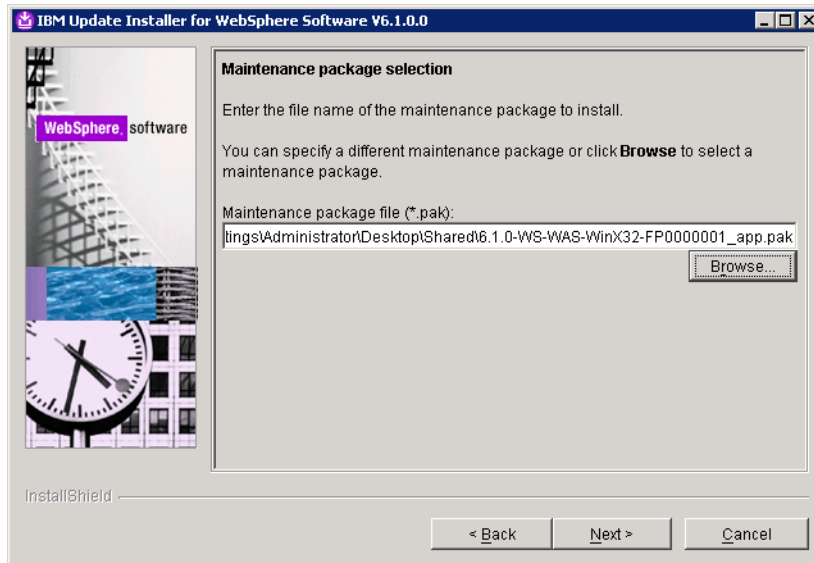 IBM Update Installer for WebSphere Software V6.1.0.0
Maintenance package selection
Enter the file name of the maintenance package to install.
WebSphere. software
You can specify a different maintenance package or click Browse to select a
maintenance package.
Maintenance package file (*.pak):
tings\Administrator\Desktop\Shared\6.1.0-WS-WAS-WinX32-FP0000001_app.pak
Browse...
InstallShield
< Back
Next >
Cancel